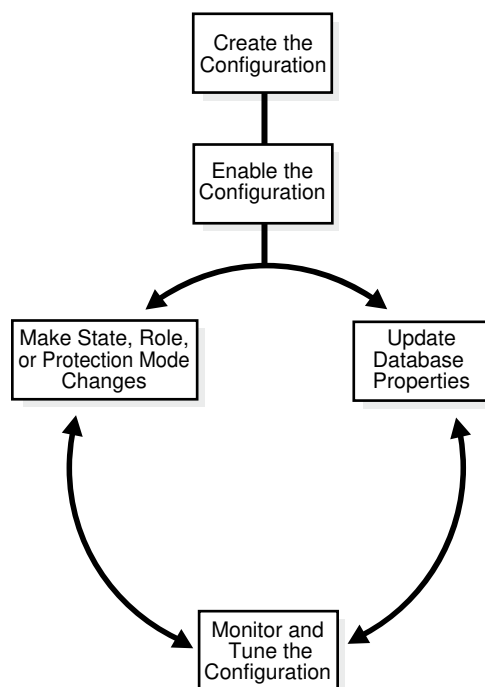 Create the
Configuration
Enable the
Configuration
Make State, Role,
or Protection Mode
Changes
Update
Database
Properties
Monitor and
Tune the
Configuration